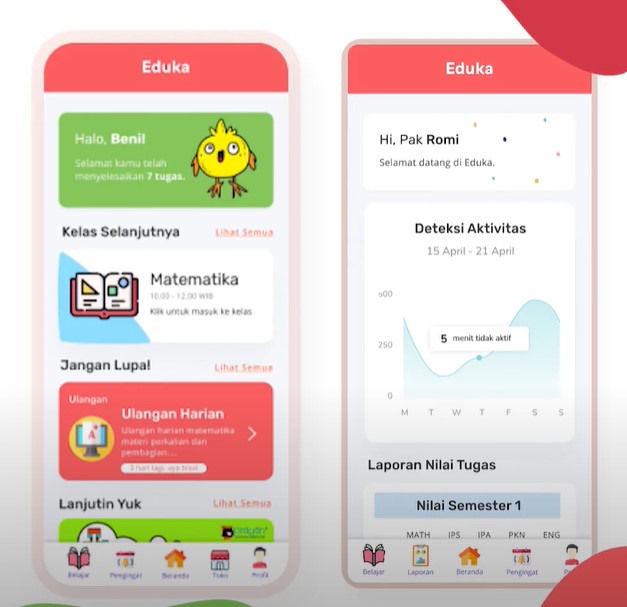 Eduka
Halo, Beni!
Selamat kamu telah
menyelesaikan 7 tugas.
Kelas Selanjutnya
Lihat Semua
Matematika
10.00 - 12.00 WIB
Klik untuk masuk ke kelas
Jangan Lupa!
Lihat Semua
Ulangan
Ulangan Harian
Ulangan harian matematika
materi perkalian dan
pembagian....
A+
3 hari lagi, ayo
Lanjutin Yuk
Lihat Semua
Belajar
Pengingat
Beranda
Toko
Profil
Eduka
Hi, Pak Romi
Selamat datang di Eduka.
Deteksi Aktivitas
15 April - 21 April
500
250
0
5 menit tidak aktif
M T W T F S S
Laporan Nilai Tugas
Nilai Semester 1
MATH IPS IPA PKN ENG
Belajar
Laporan
Beranda
Pengingat
Profil